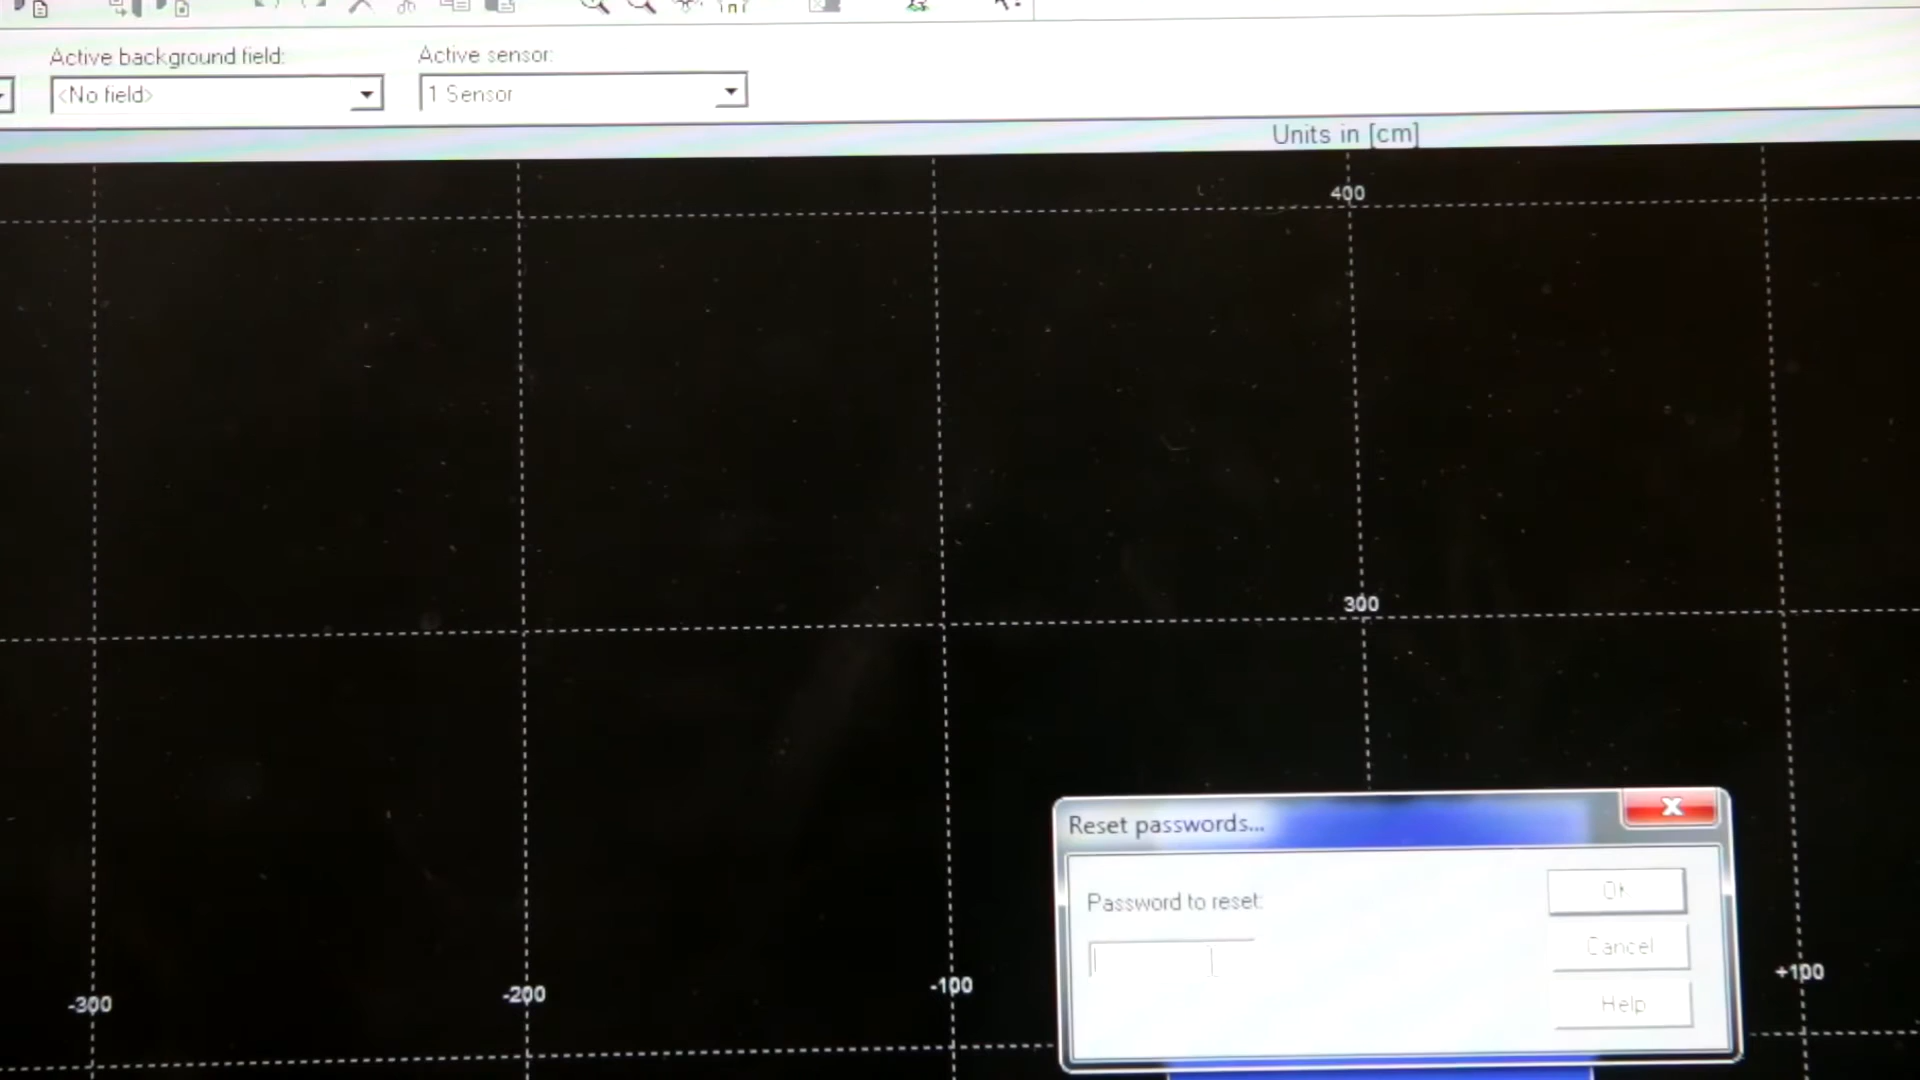 Active background field:
Active sensor:
<No field>
1 Sensor
Units in [cm]
400
300
-300
-200
-100
+100
Reset passwords...
Password to reset:
OK
Cancel
Help